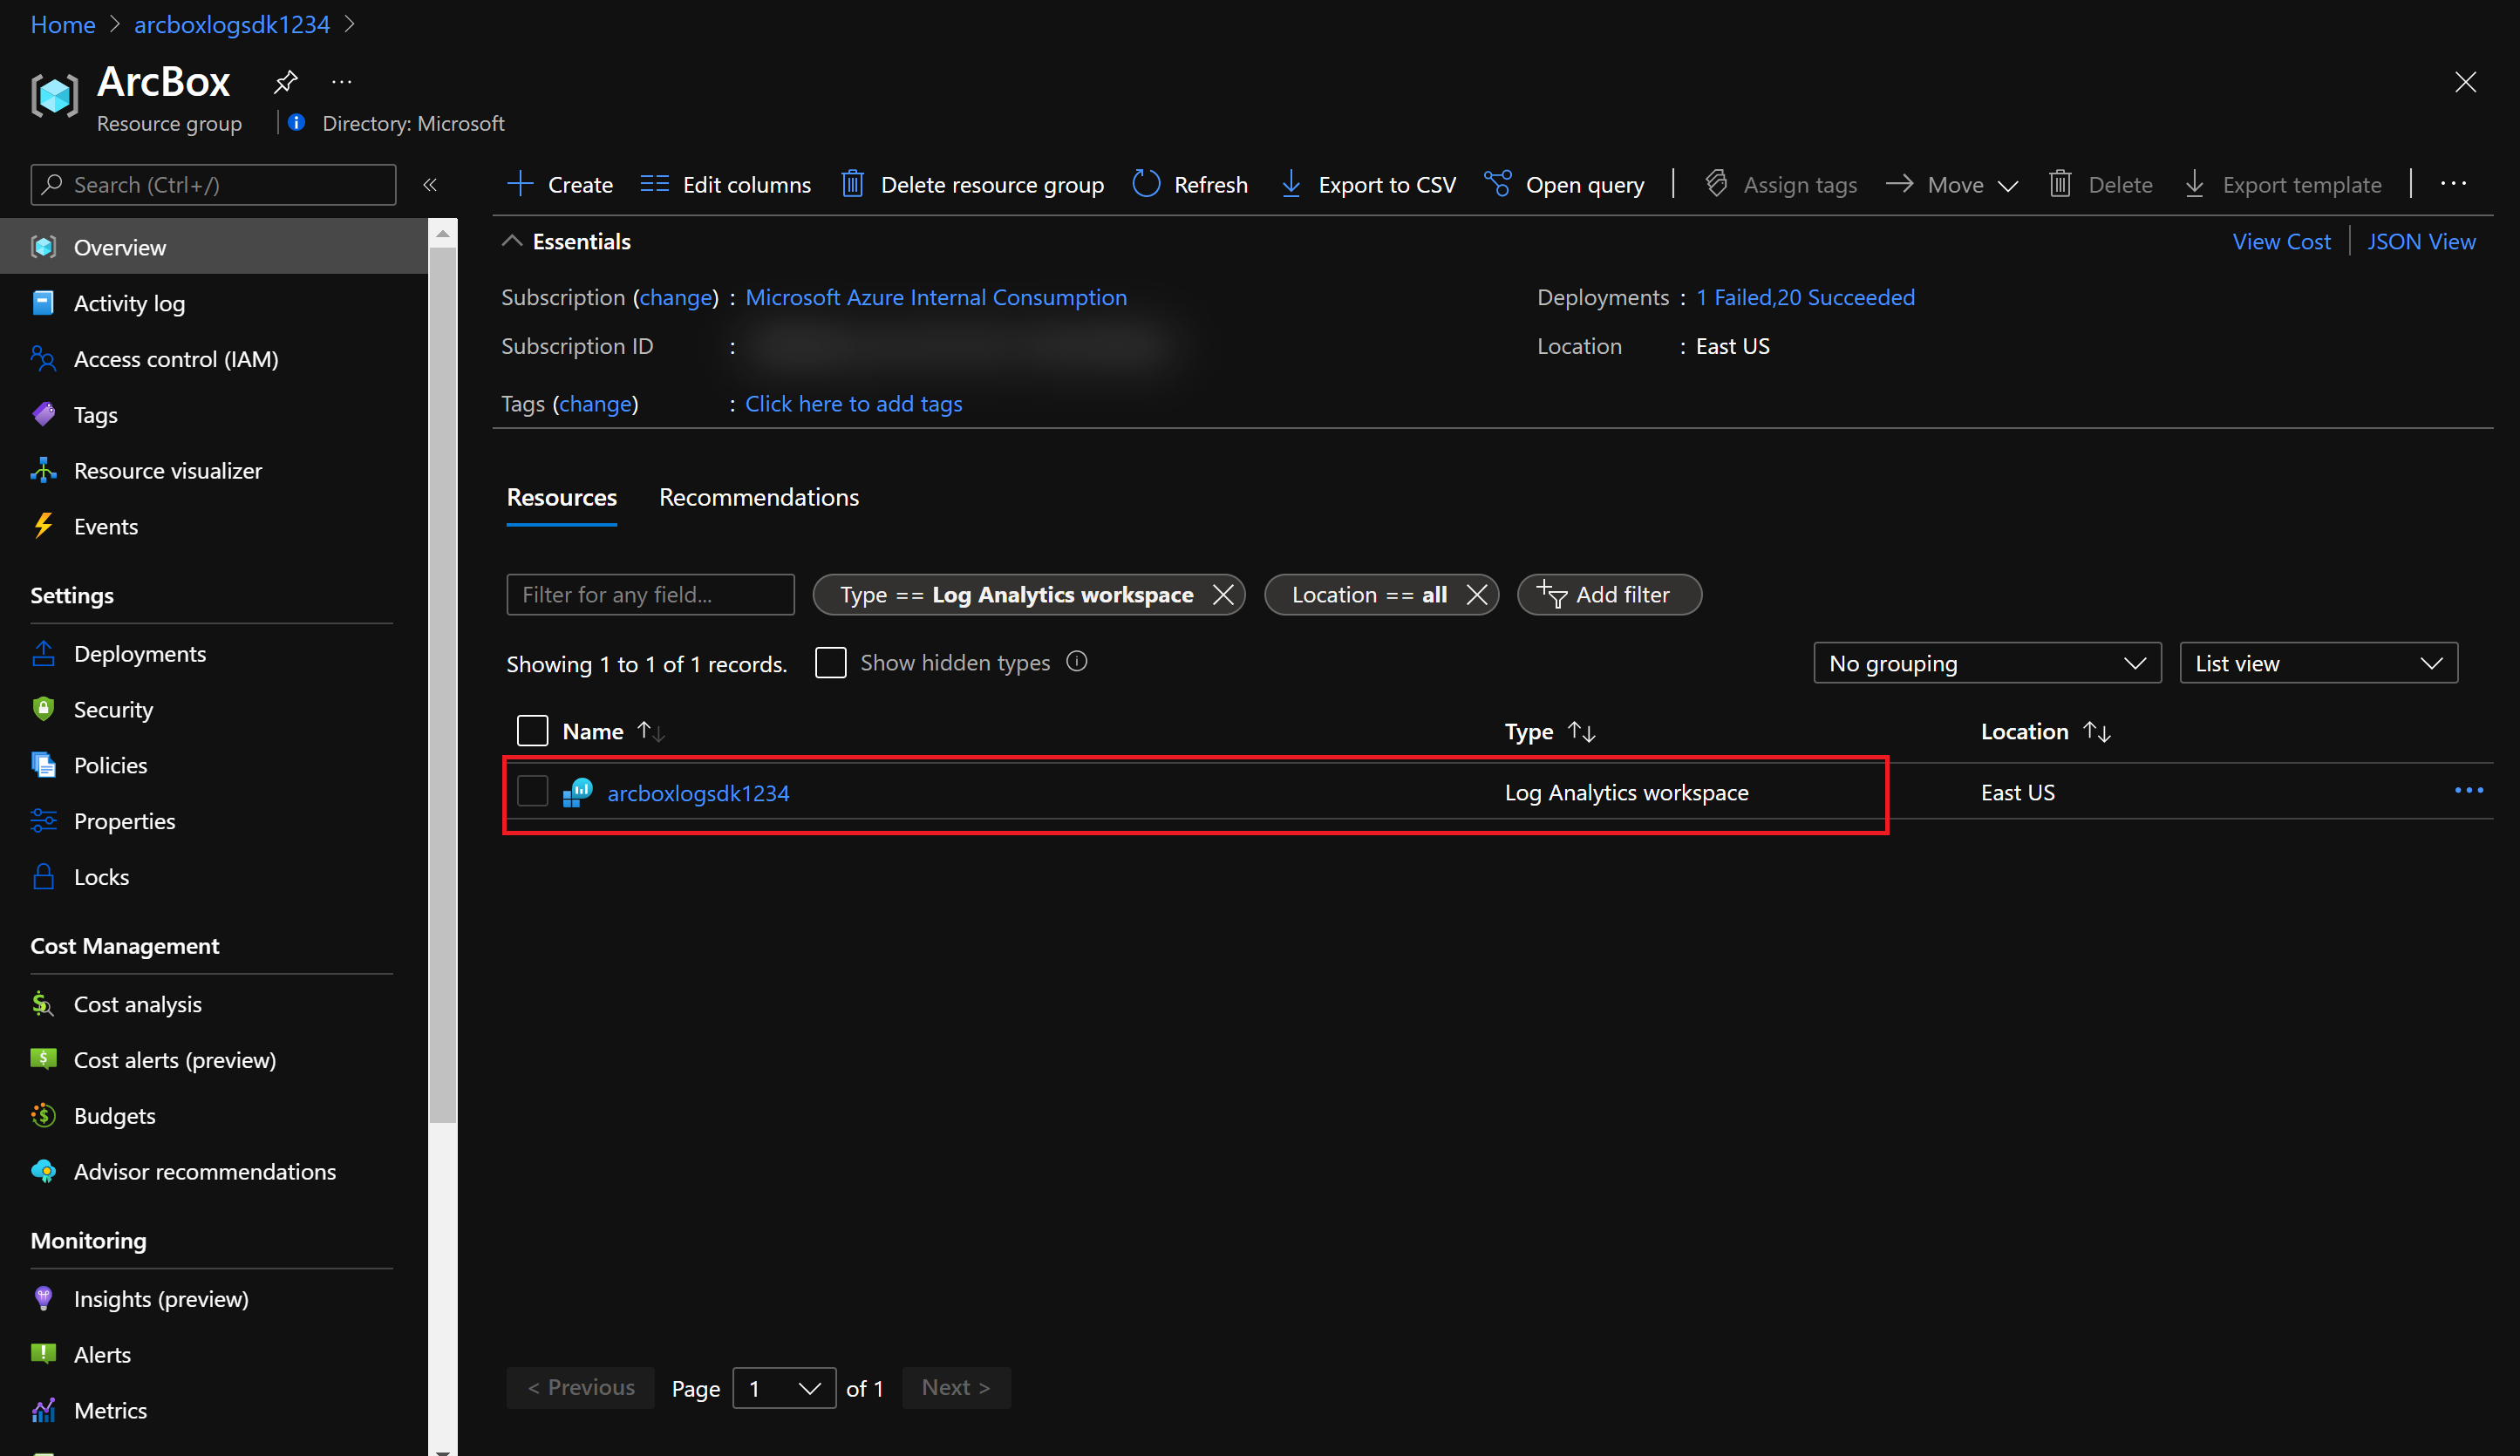 Home > arcboxlogsdk1234 >
ArcBox ...
Resource group | Directory: Microsoft
Search (Ctrl+/) «
Create Edit columns Delete resource group Refresh Export to CSV Open query | Assign tags Move Delete Export template | ...
Overview
Activity log
Access control (IAM)
Tags
Resource visualizer
Events
Settings
Deployments
Security
Policies
Properties
Locks
Cost Management
Cost analysis
Cost alerts (preview)
Budgets
Advisor recommendations
Monitoring
Insights (preview)
Alerts
Metrics
Essentials
View Cost | JSON View
Subscription (change) : Microsoft Azure Internal Consumption
Deployments : 1 Failed,20 Succeeded
Subscription ID :
Location : East US
Tags (change) : Click here to add tags
Resources Recommendations
Filter for any field... Type == Log Analytics workspace Location == all Add filter
Showing 1 to 1 of 1 records. Show hidden types No grouping List view
Name Type Location
arcboxlogsdk1234 Log Analytics workspace East US ...
< Previous Page 1 of 1 Next >